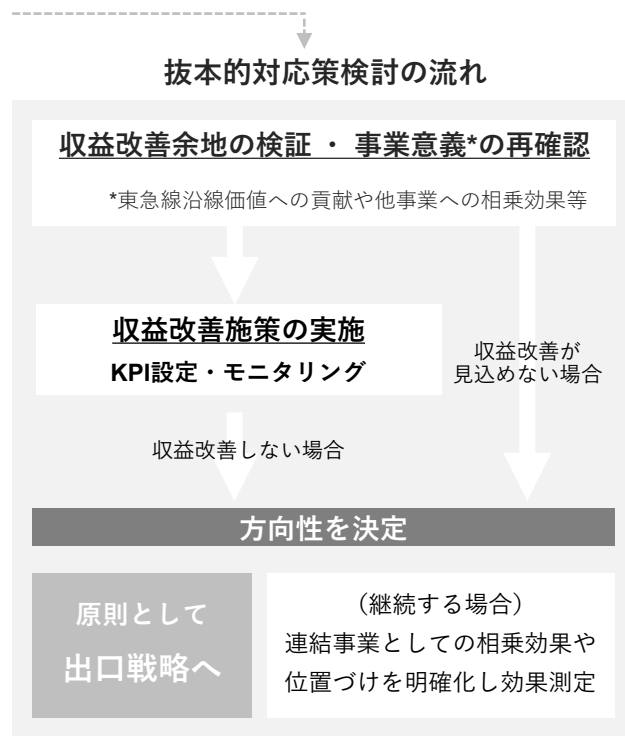 抜本的対応策検討の流れ
収益改善余地の検証 ・ 事業意義*の再確認
*東急線沿線価値への貢献や他事業への相乗効果等
収益改善施策の実施
KPI設定・モニタリング
収益改善が
見込めない場合
収益改善しない場合
方向性を決定
原則として
出口戦略へ
（継続する場合）
連結事業としての相乗効果や
位置づけを明確化し効果測定